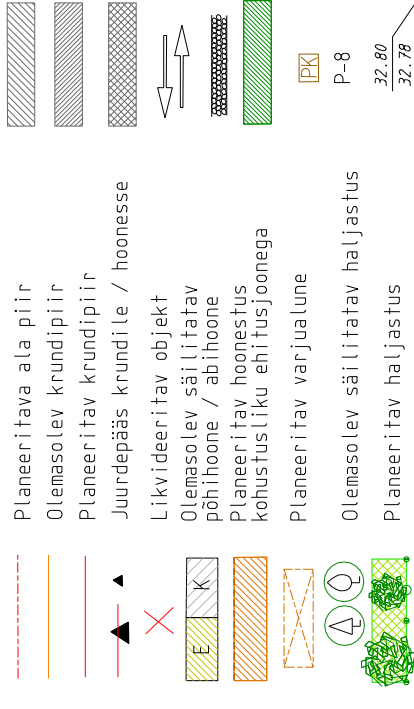 Planeeritava ala piir
Olemasolev krundipiir
Planeeritav krundipiir
Juurdepääs krundile / hoonesse
Likvideeritav objekt
E K
Olemasolev säilitatav
põhihoone / abihoone
Planeeritav hoonestus
kohustusliku ehitusjoonega
Planeeritav varjualune
Olemasolev säilitatav haljastus
Planeeritav haljastus
PK
P-8
32.80
32.78